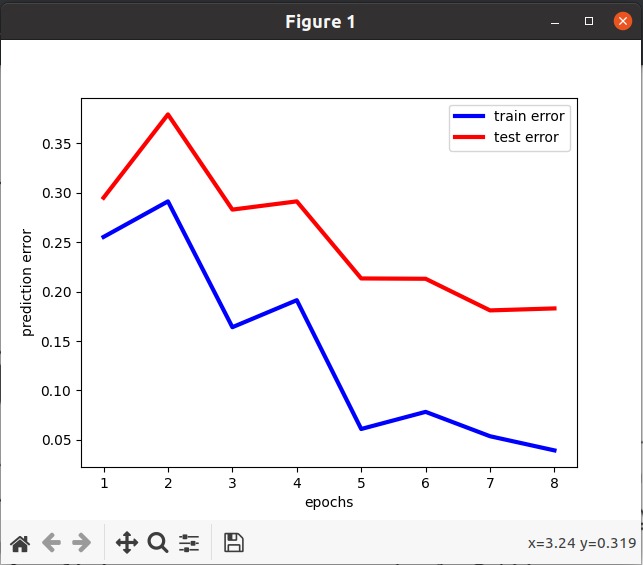 Figure 1
train error
test error
0.35
0.30
0.25
0.20
0.15
0.10
0.05
prediction error
1 2 3 4 5 6 7 8
epochs
x=3.24 y=0.319